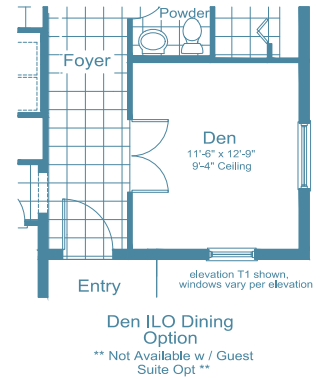 Powder
Foyer
Den
11'-6" x 12'-9"
9'-4" Ceiling
elevation T1 shown,
windows vary per elevation
Entry
Den ILO Dining
Option
** Not Available w / Guest
Suite Opt **